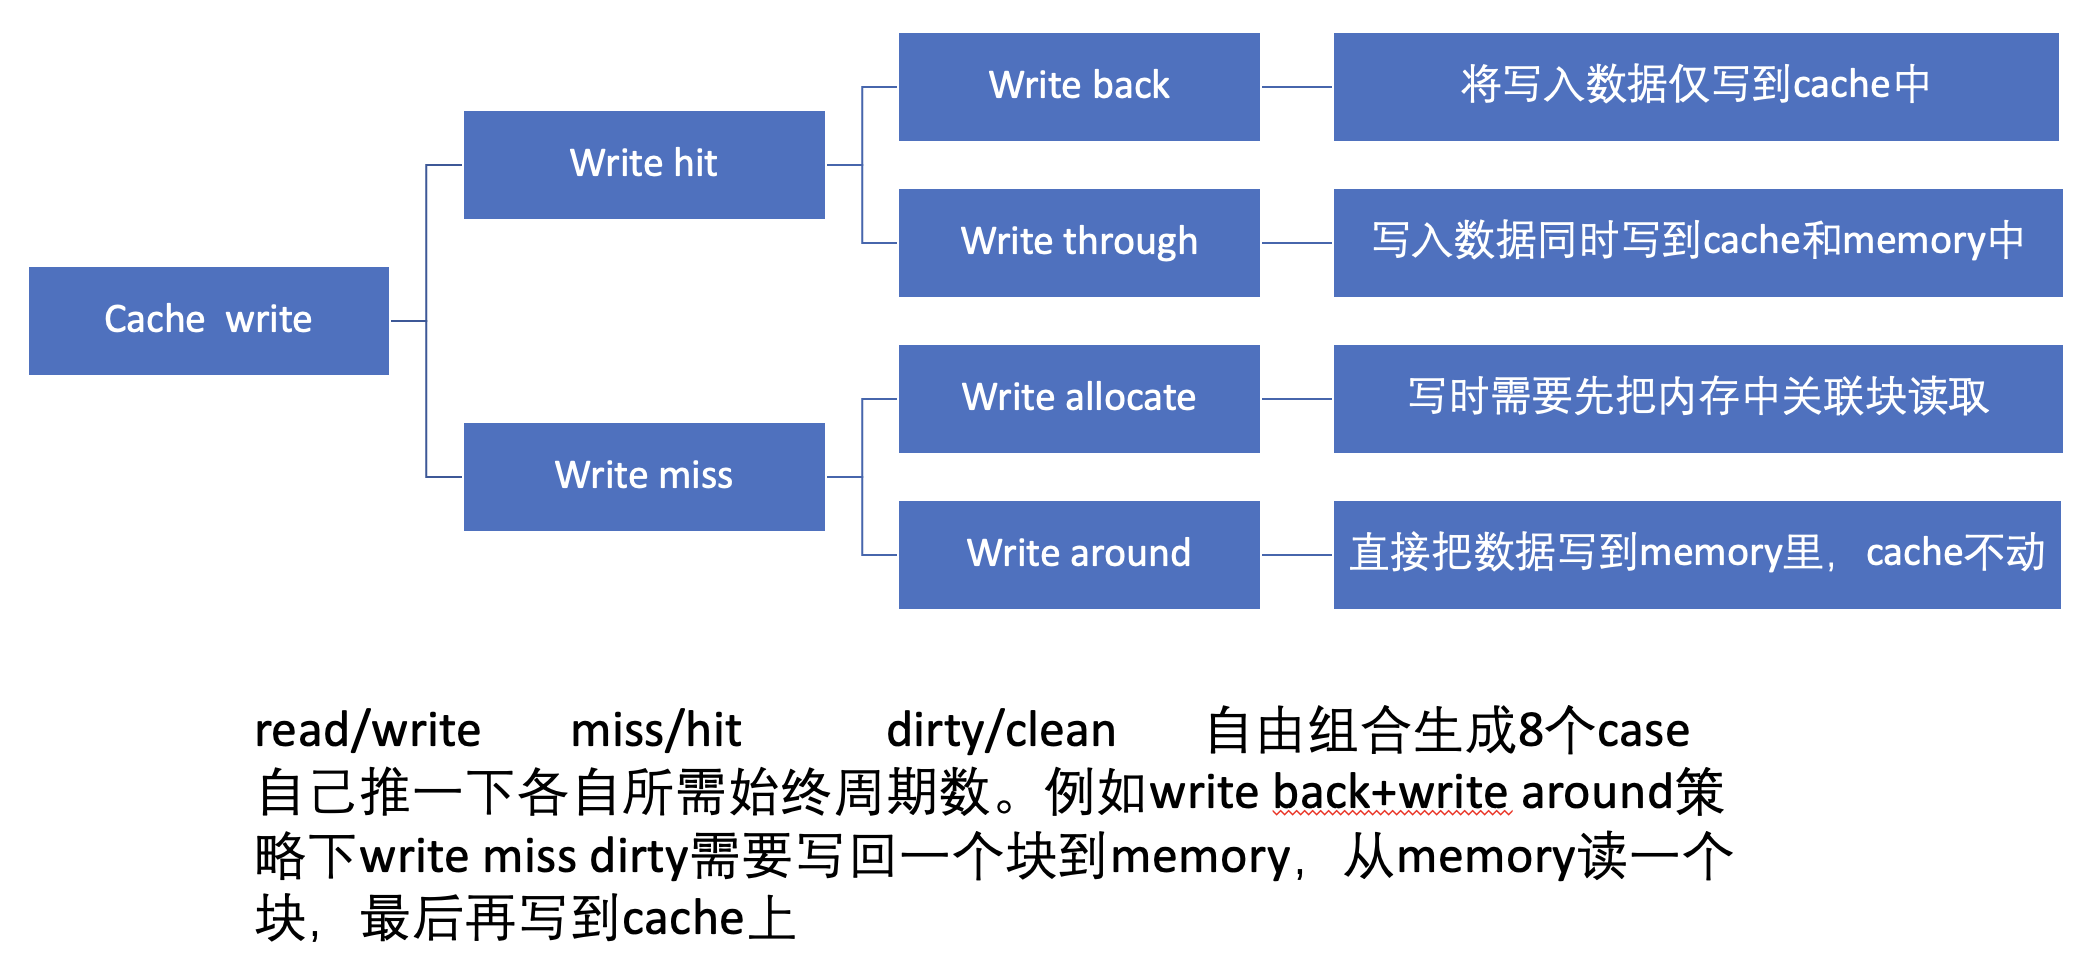 Cache  write
Write hit
Write back
将写入数据仅写到cache中
Write through
写入数据同时写到cache和memory中
Write miss
Write allocate
写时需要先把内存中关联块读取
Write around
直接把数据写到memory里，cache不动
read/write miss/hit dirty/clean 自由组合生成8个case
自己推一下各自所需始终周期数。例如write back+write around策
略下write miss dirty需要写回一个块到memory，从memory读一个
块，最后再写到cache上